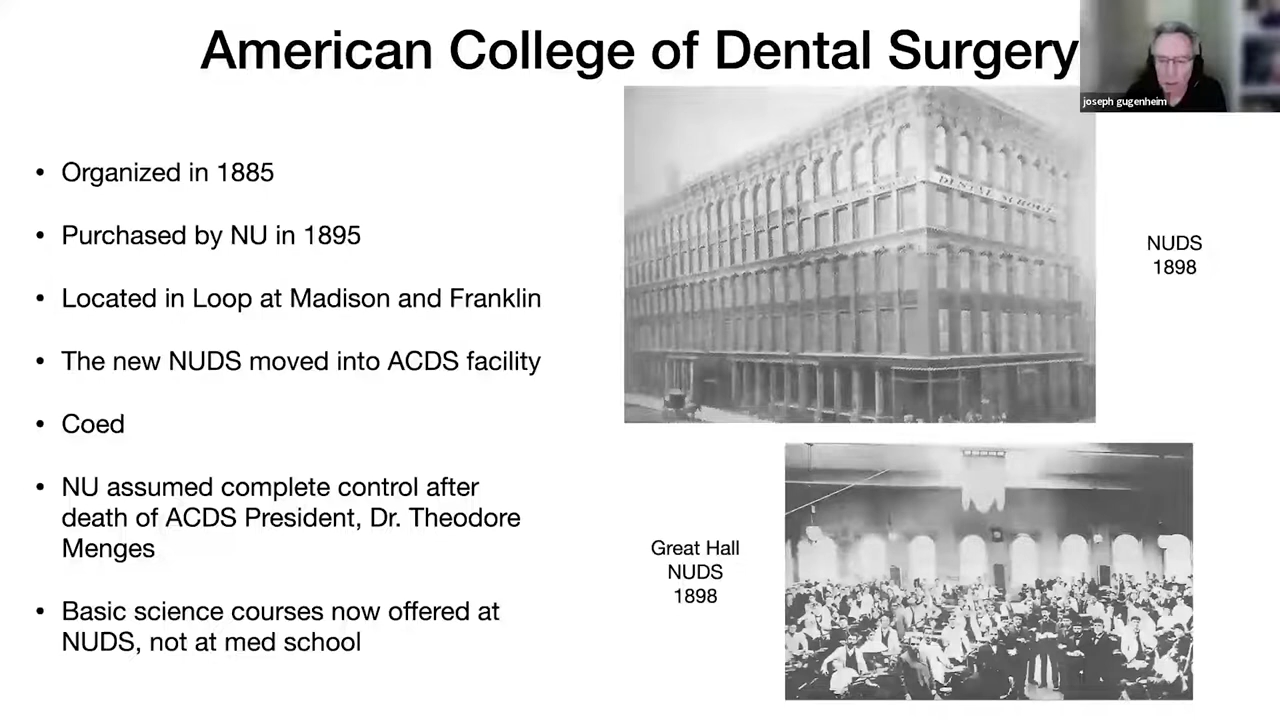 American College of Dental Surgery
joseph gugenheim
• Organized in 1885
• Purchased by NU in 1895
• Located in Loop at Madison and Franklin
• The new NUDS moved into ACDS facility
• Coed
• NU assumed complete control after
death of ACDS President, Dr. Theodore
Menges
• Basic science courses now offered at
NUDS, not at med school
DENTAL SCHOOL
NUDS
1898
Great Hall
NUDS
1898